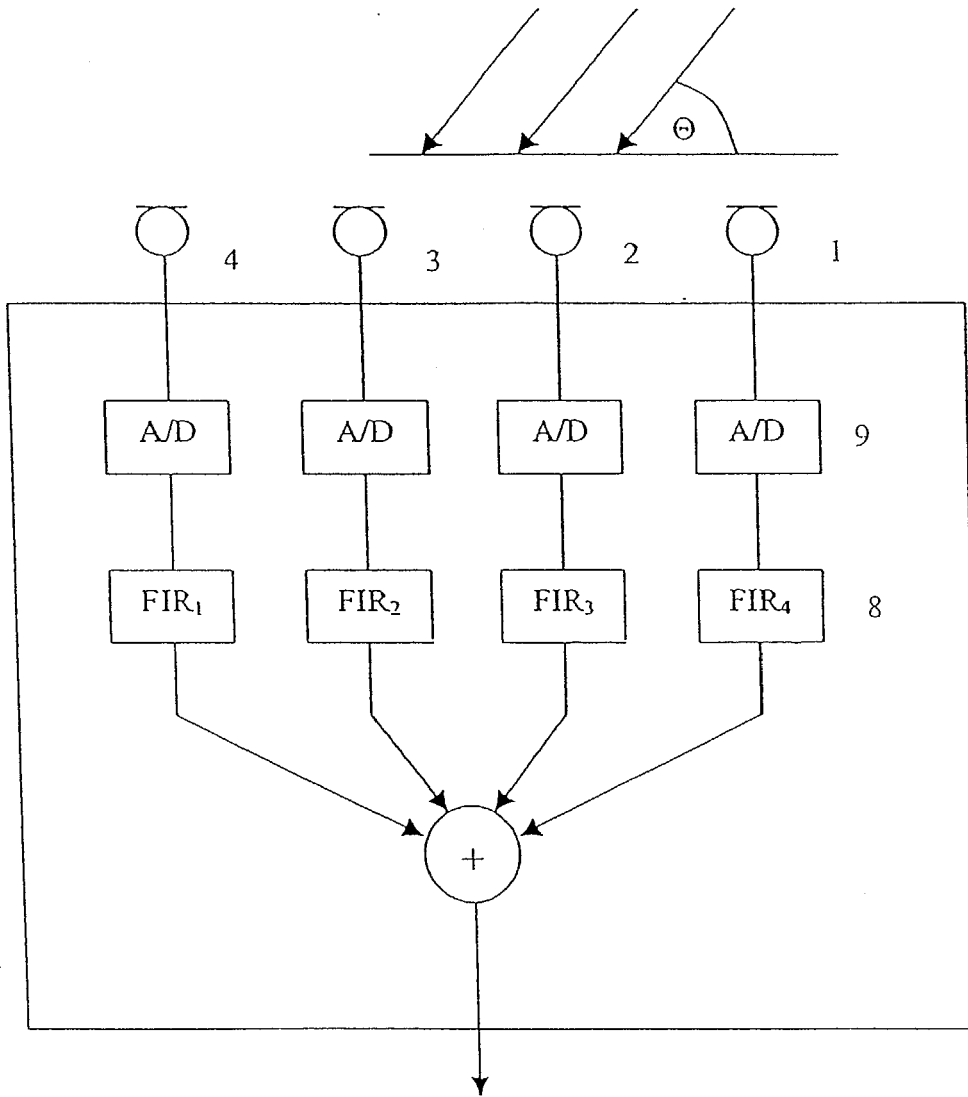 Θ
4 3 2 1
A/D A/D A/D A/D 9
FIR₁ FIR₂ FIR₃ FIR₄ 8
+